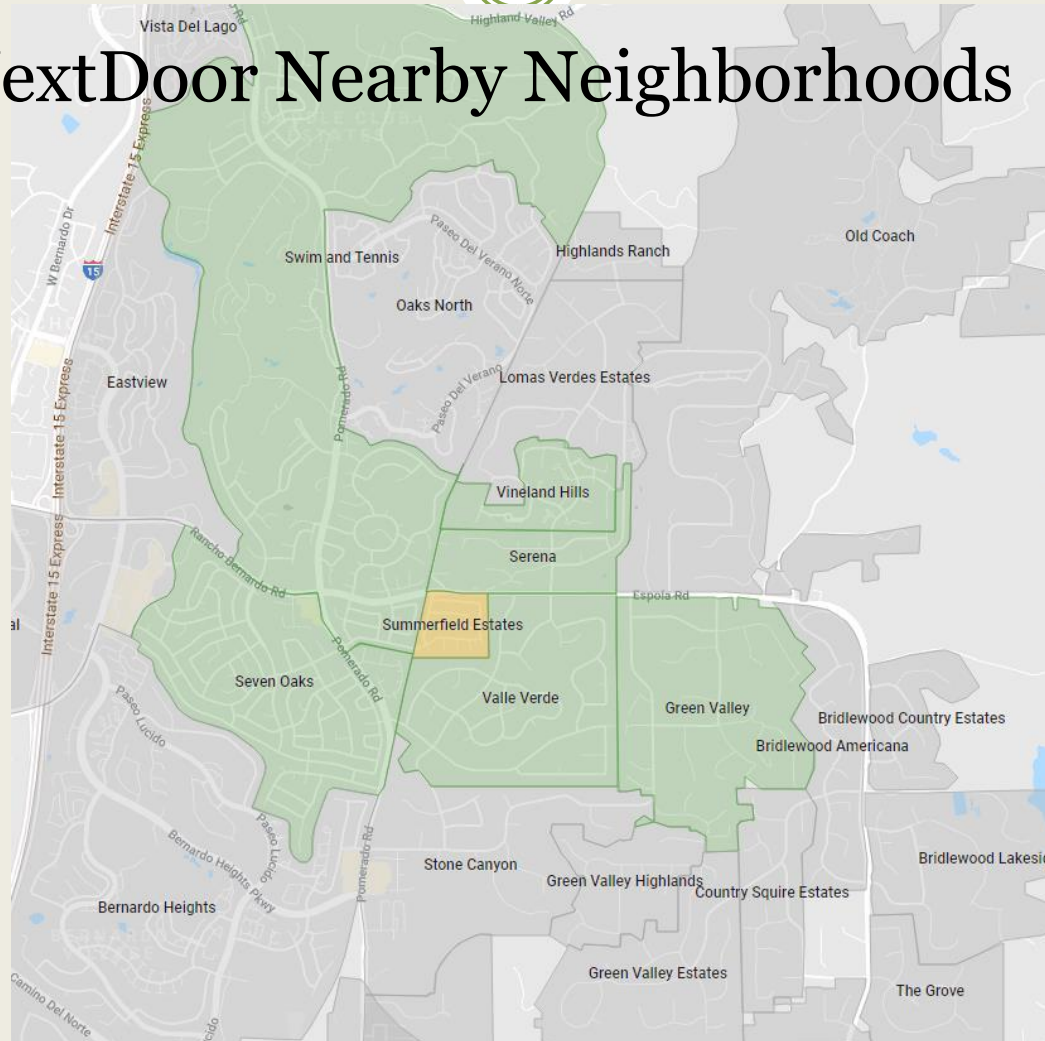 Vista Del Lago
Highland Valley Rd
extDoor Nearby Neighborhoods
Interstate 15 Express
W Bernardo Dr
15
Swim and Tennis
Paseo Del Verano Norte
Highlands Ranch
Old Coach
Oaks North
Eastview
Pomerado Rd
Paseo Del Verano
Lomas Verdes Estates
Interstate 15 Express
Interstate 15 Express
Vineland Hills
Rancho Bernardo Rd
Serena
Espola Rd
Summerfield Estates
al
Pomerado Rd
Seven Oaks
Valle Verde
Green Valley
Bridlewood Country Estates
Paseo Lucido
Bridlewood Americana
Paseo Lucido
Bernardo Heights Pkwy
Pomerado Rd
Stone Canyon
Bridlewood Lakesid
Green Valley Highlands
Country Squire Estates
Bernardo Heights
Green Valley Estates
The Grove
Camino Del Norte
cido